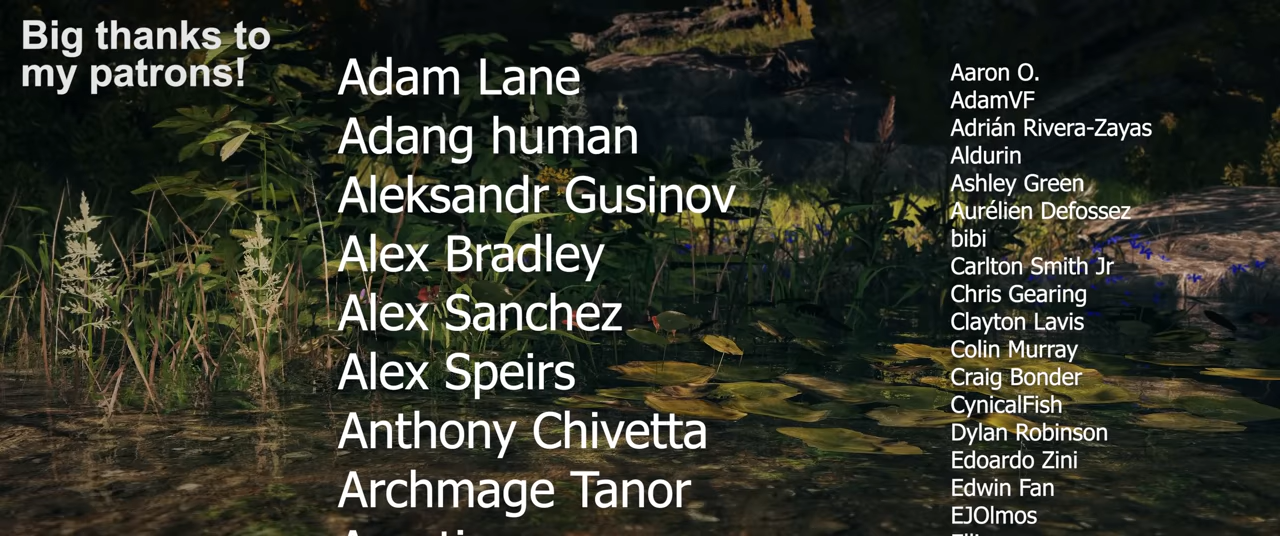 Big thanks to
my patrons!
Adam Lane
Adang human
Aleksandr Gusinov
Alex Bradley
Alex Sanchez
Alex Speirs
Anthony Chivetta
Archmage Tanor
Aaron O.
AdamVF
Adrián Rivera-Zayas
Aldurin
Ashley Green
Aurélien Defossez
bibi
Carlton Smith Jr
Chris Gearing
Clayton Lavis
Colin Murray
Craig Bonder
CynicalFish
Dylan Robinson
Edoardo Zini
Edwin Fan
EJOlmos